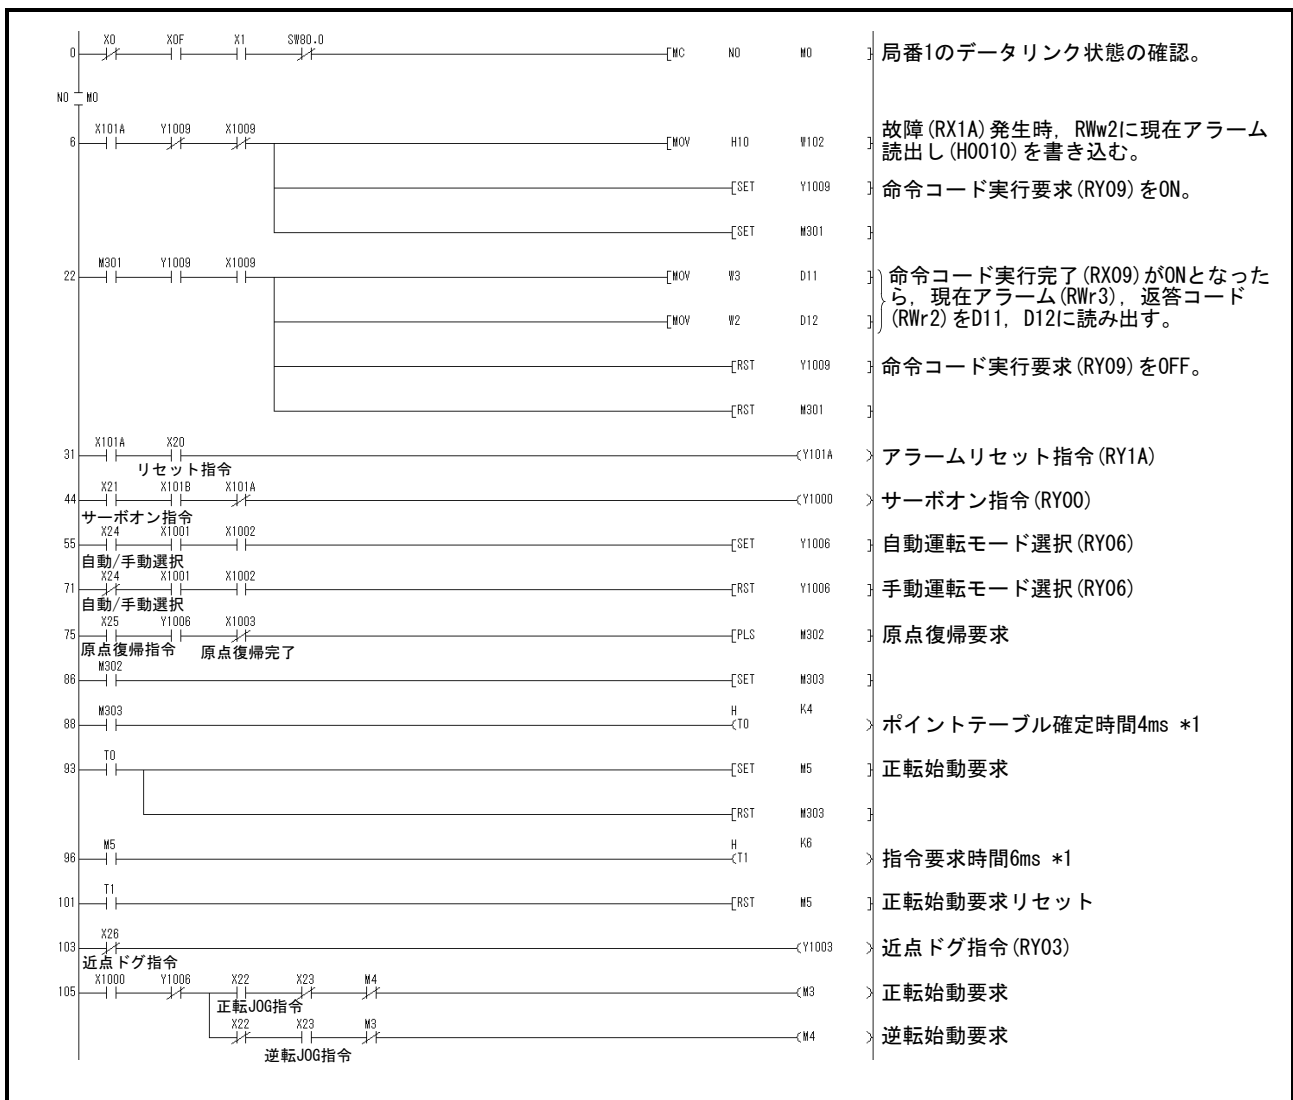 X0 X0F X1 SW80.0
0 [MC N0 M0 ] 局番1のデータリンク状態の確認。
N0 M0
X101A Y1009 X1009
6 [MOV H10 W102 ] 故障(RX1A)発生時, RWw2に現在アラーム
読出し(H0010)を書き込む。
[SET Y1009 ] 命令コード実行要求(RY09)をON。
[SET M301 ]
M301 Y1009 X1009
22 [MOV W3 D11 ] 命令コード実行完了(RX09)がONとなった
ら, 現在アラーム(RWr3), 返答コード
[MOV W2 D12 ] (RWr2)をD11, D12に読み出す。
[RST Y1009 ] 命令コード実行要求(RY09)をOFF。
[RST M301 ]
X101A X20
31 (Y101A ) アラームリセット指令(RY1A)
リセット指令
X21 X101B X101A
44 (Y1000 ) サーボオン指令(RY00)
サーボオン指令
X24 X1001 X1002
55 [SET Y1006 ] 自動運転モード選択(RY06)
自動/手動選択
X24 X1001 X1002
71 [RST Y1006 ] 手動運転モード選択(RY06)
自動/手動選択
X25 Y1006 X1003
75 [PLS M302 ] 原点復帰要求
原点復帰指令 原点復帰完了
M302
86 [SET M303 ]
M303 H K4
88 (T0 ) ポイントテーブル確定時間4ms *1
T0
93 [SET M5 ] 正転始動要求
[RST M303 ]
M5 H K6
96 (T1 ) 指令要求時間6ms *1
T1
101 [RST M5 ] 正転始動要求リセット
X26
103 (Y1003 ) 近点ドグ指令(RY03)
近点ドグ指令
X1000 Y1006 X22 X23 M4
105 (M3 ) 正転始動要求
正転JOG指令
X22 X23 M3
(M4 ) 逆転始動要求
逆転JOG指令